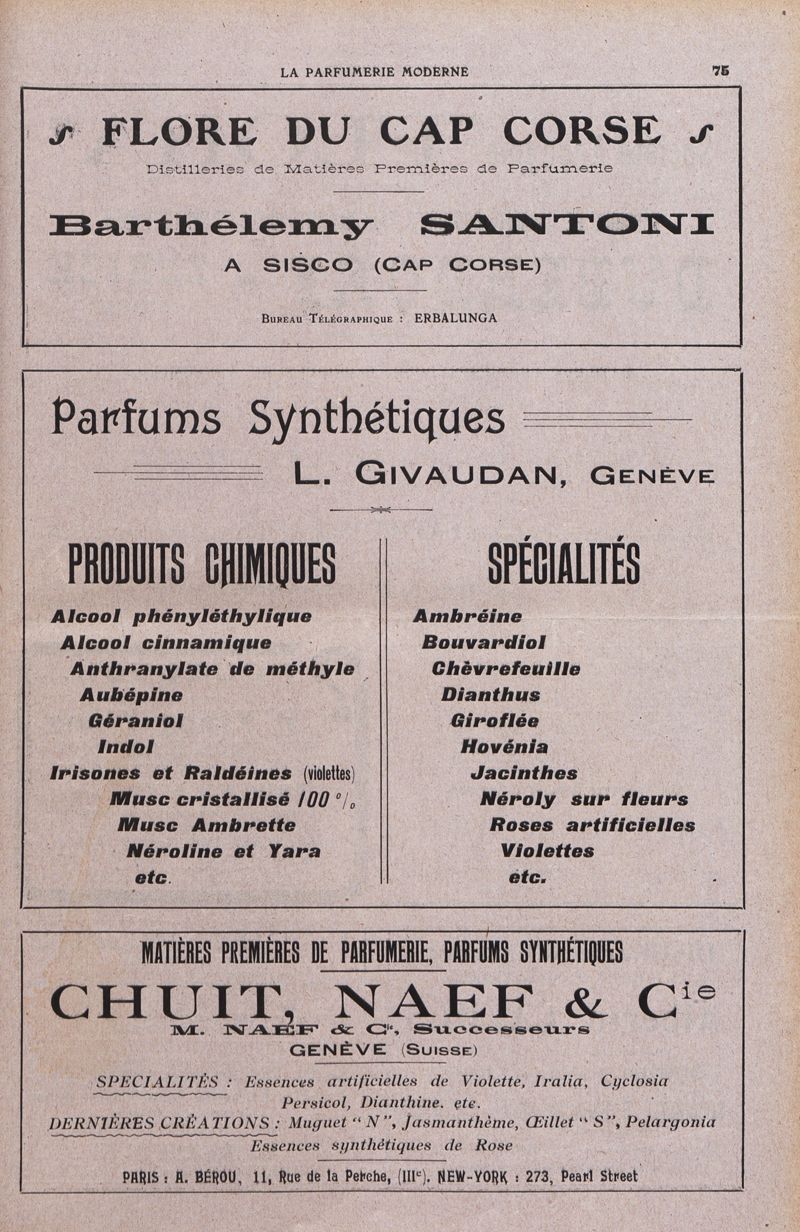 LA PARFUMERIE MODERNE 75
FLORE DU CAP CORSE
Distilleries de Matières Premières de Parfumerie
Barthélemy SANTONI
A SISCO (CAP CORSE)
BUREAU TÉLÉGRAPHIQUE : ERBALUNGA
Parfums Synthétiques
L. GIVAUDAN, GENÈVE
PRODUITS CHIMIQUES
Alcool phényléthylique
Alcool cinnamique
Anthranylate de méthyle
Aubépine
Géraniol
Indol
Irisones et Raldéines (violettes)
Musc cristallisé 100 %
Musc Ambrette
Néroline et Yara
etc.
SPÉCIALITÉS
Ambréine
Bouvardiol
Chèvrefeuille
Dianthus
Giroflée
Hovénia
Jacinthes
Néroly sur fleurs
Roses artificielles
Violettes
etc.
MATIÈRES PREMIÈRES DE PARFUMERIE, PARFUMS SYNTHÉTIQUES
CHUIT, NAEF & Cie
M. NAEF & Cie, Successeurs
GENÈVE (SUISSE)
SPECIALITÉS : Essences artificielles de Violette, Iralia, Cyclosia
Persicol, Dianthine. etc.
DERNIÈRES CRÉATIONS : Muguet “ N ”, Jasmanthème, Œillet “ S ”, Pelargonia
Essences synthétiques de Rose
PARIS : A. BÉROU, 11, Rue de la Perche, (IIIe). NEW-YORK : 273, Pearl Street